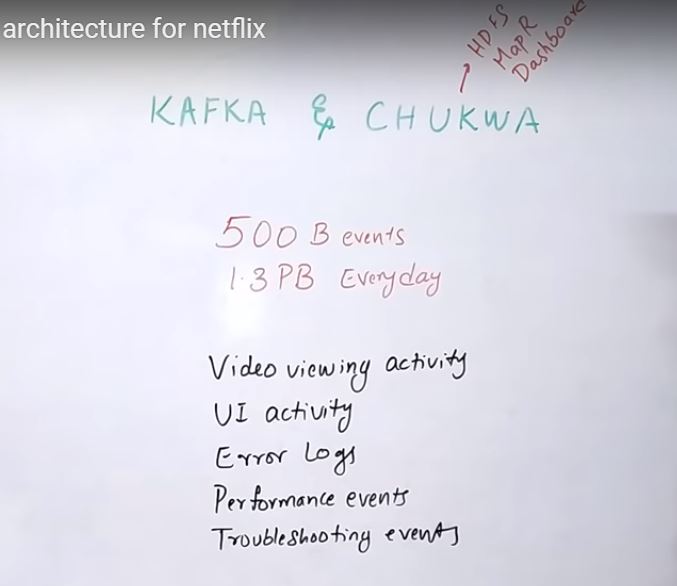 architecture for netflix
HDFS
MapR
Dashboard
KAFKA & CHUKWA
500 B events
1.3 PB Everyday
Video viewing activity
UI activity
Error Logs
Performance events
Troubleshooting events